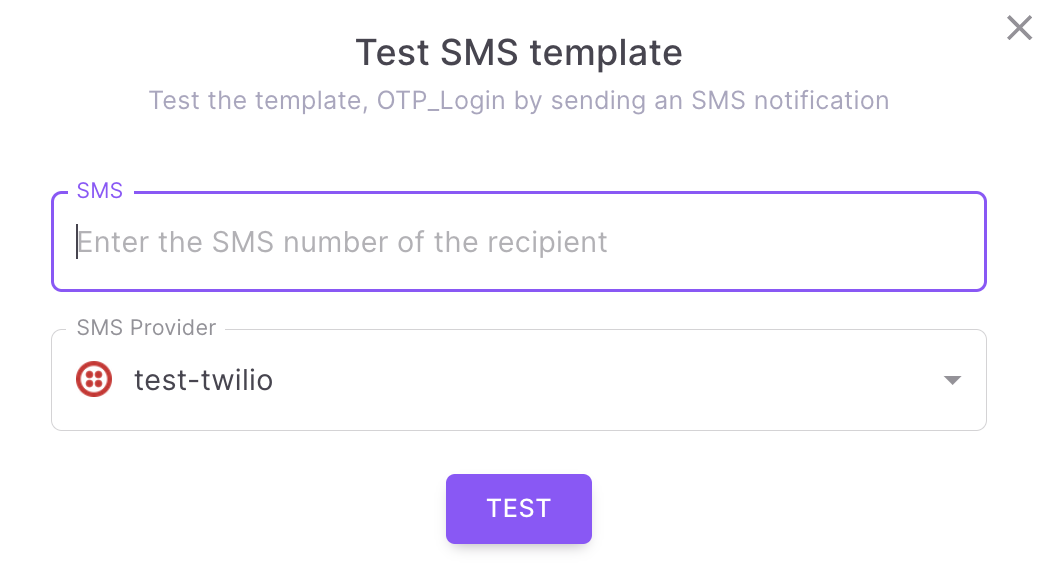 Test SMS template
Test the template, OTP_Login by sending an SMS notification
SMS
Enter the SMS number of the recipient
SMS Provider
test-twilio
TEST